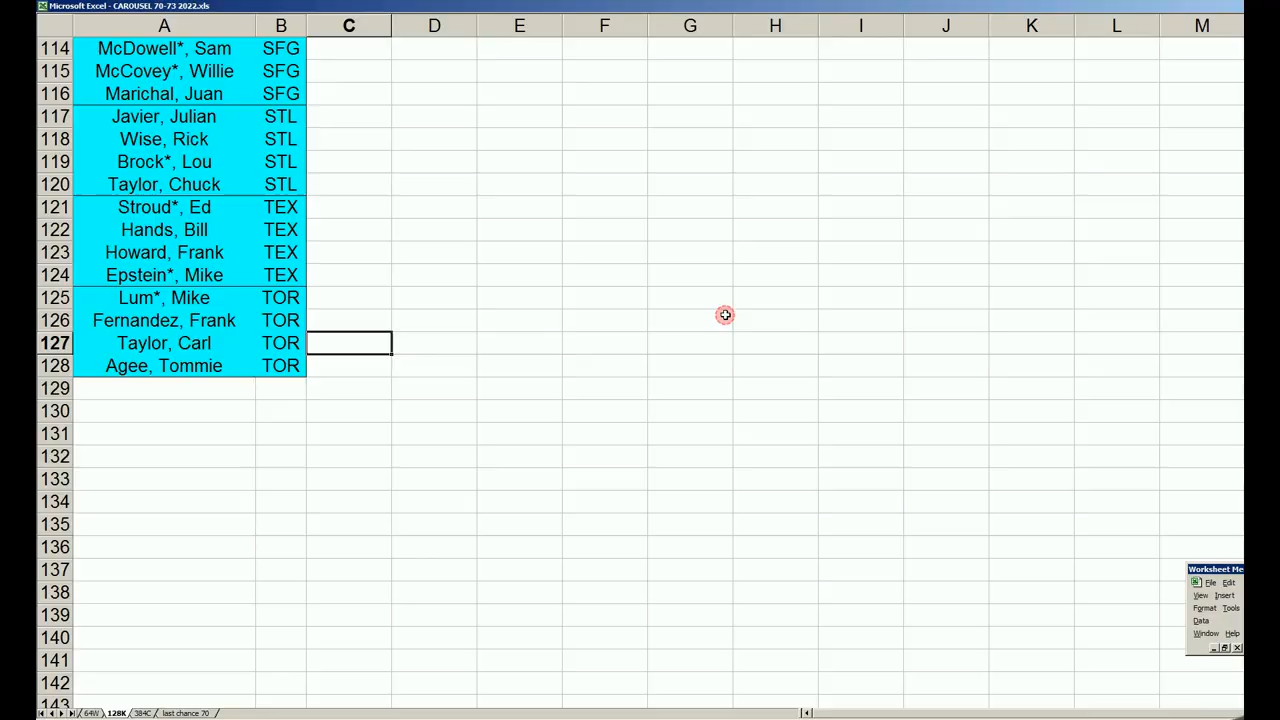 Microsoft Excel - CAROUSEL 70-73 2022.xls
A B C D E F G H I J K L M
114 McDowell*, Sam SFG
115 McCovey*, Willie SFG
116 Marichal, Juan SFG
117 Javier, Julian STL
118 Wise, Rick STL
119 Brock*, Lou STL
120 Taylor, Chuck STL
121 Stroud*, Ed TEX
122 Hands, Bill TEX
123 Howard, Frank TEX
124 Epstein*, Mike TEX
125 Lum*, Mike TOR
126 Fernandez, Frank TOR
127 Taylor, Carl TOR
128 Agee, Tommie TOR
129
130
131
132
133
134
135
136
137
138
139
140
141
142
143
Worksheet Me
File Edit
View Insert
Format Tools
Data
Window Help
64W 128K 384C last chance 70